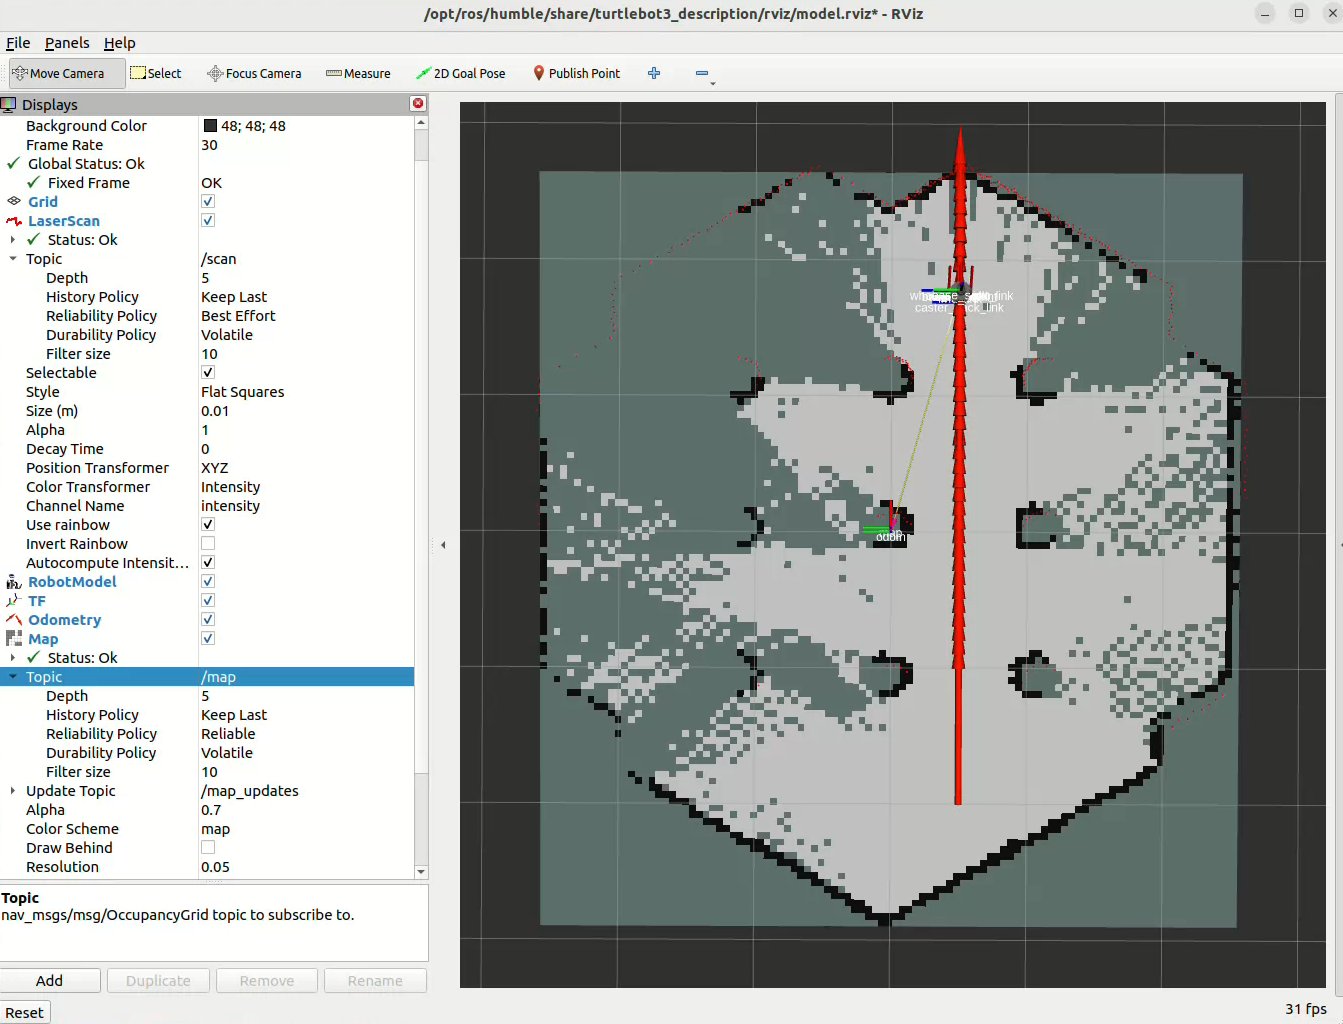 /opt/ros/humble/share/turtlebot3_description/rviz/model.rviz* - RViz
File Panels Help
Move Camera Select Focus Camera Measure 2D Goal Pose Publish Point
Displays
Background Color 48; 48; 48
Frame Rate 30
Global Status: Ok
Fixed Frame OK
Grid
LaserScan
Status: Ok
Topic /scan
Depth 5
History Policy Keep Last
Reliability Policy Best Effort
Durability Policy Volatile
Filter size 10
Selectable
Style Flat Squares
Size (m) 0.01
Alpha 1
Decay Time 0
Position Transformer XYZ
Color Transformer Intensity
Channel Name intensity
Use rainbow
Invert Rainbow
Autocompute Intensit...
RobotModel
TF
Odometry
Map
Status: Ok
Topic /map
Depth 5
History Policy Keep Last
Reliability Policy Reliable
Durability Policy Volatile
Filter size 10
Update Topic /map_updates
Alpha 0.7
Color Scheme map
Draw Behind
Resolution 0.05
Topic
nav_msgs/msg/OccupancyGrid topic to subscribe to.
Add Duplicate Remove Rename
Reset
31 fps